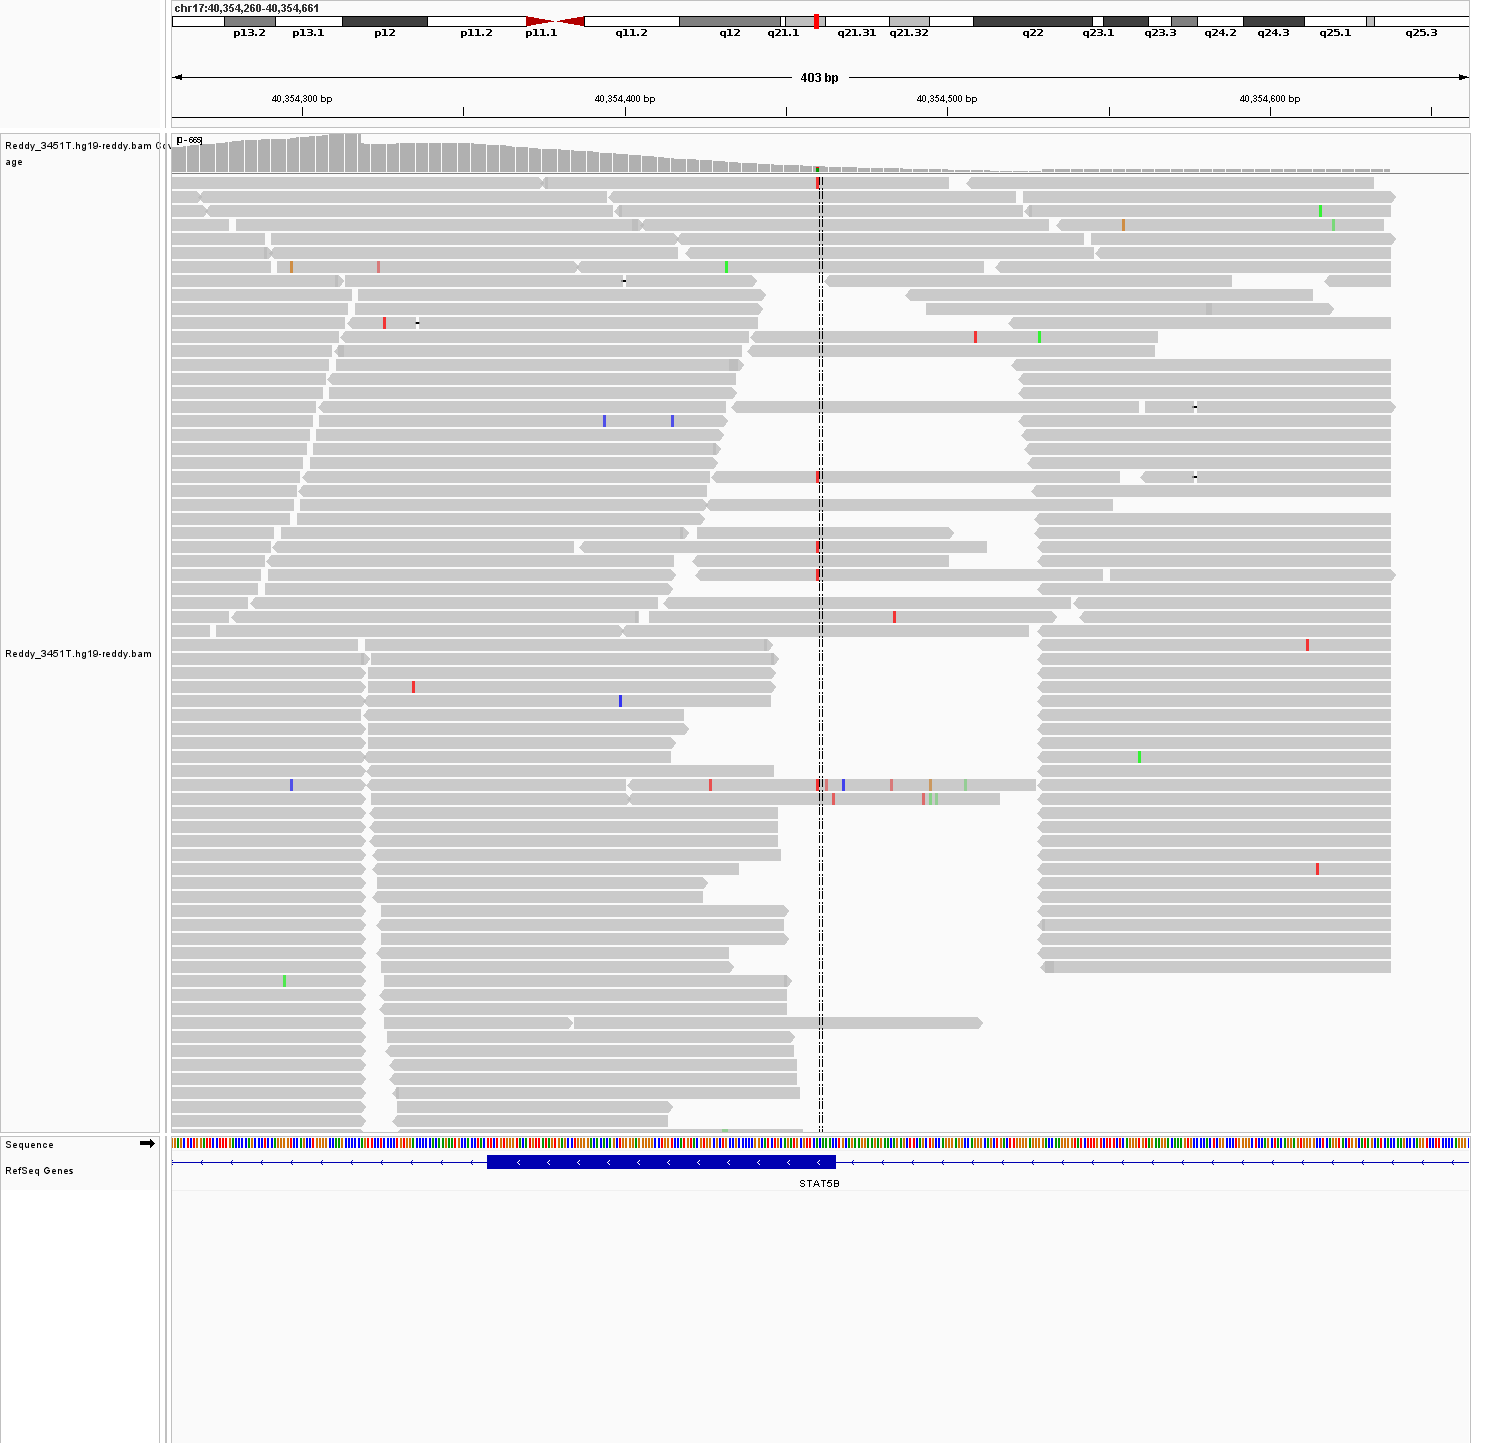 chr17:40,354,260-40,354,661
p13.2 p13.1 p12 p11.2 p11.1 q11.2 q12 q21.1 q21.31 q21.32 q22 q23.1 q23.3 q24.2 q24.3 q25.1 q25.3
403 bp
40,354,300 bp 40,354,400 bp 40,354,500 bp 40,354,600 bp
Reddy_3451T.hg19-reddy.bam Cov
age
Reddy_3451T.hg19-reddy.bam
Sequence
RefSeq Genes
STAT5B